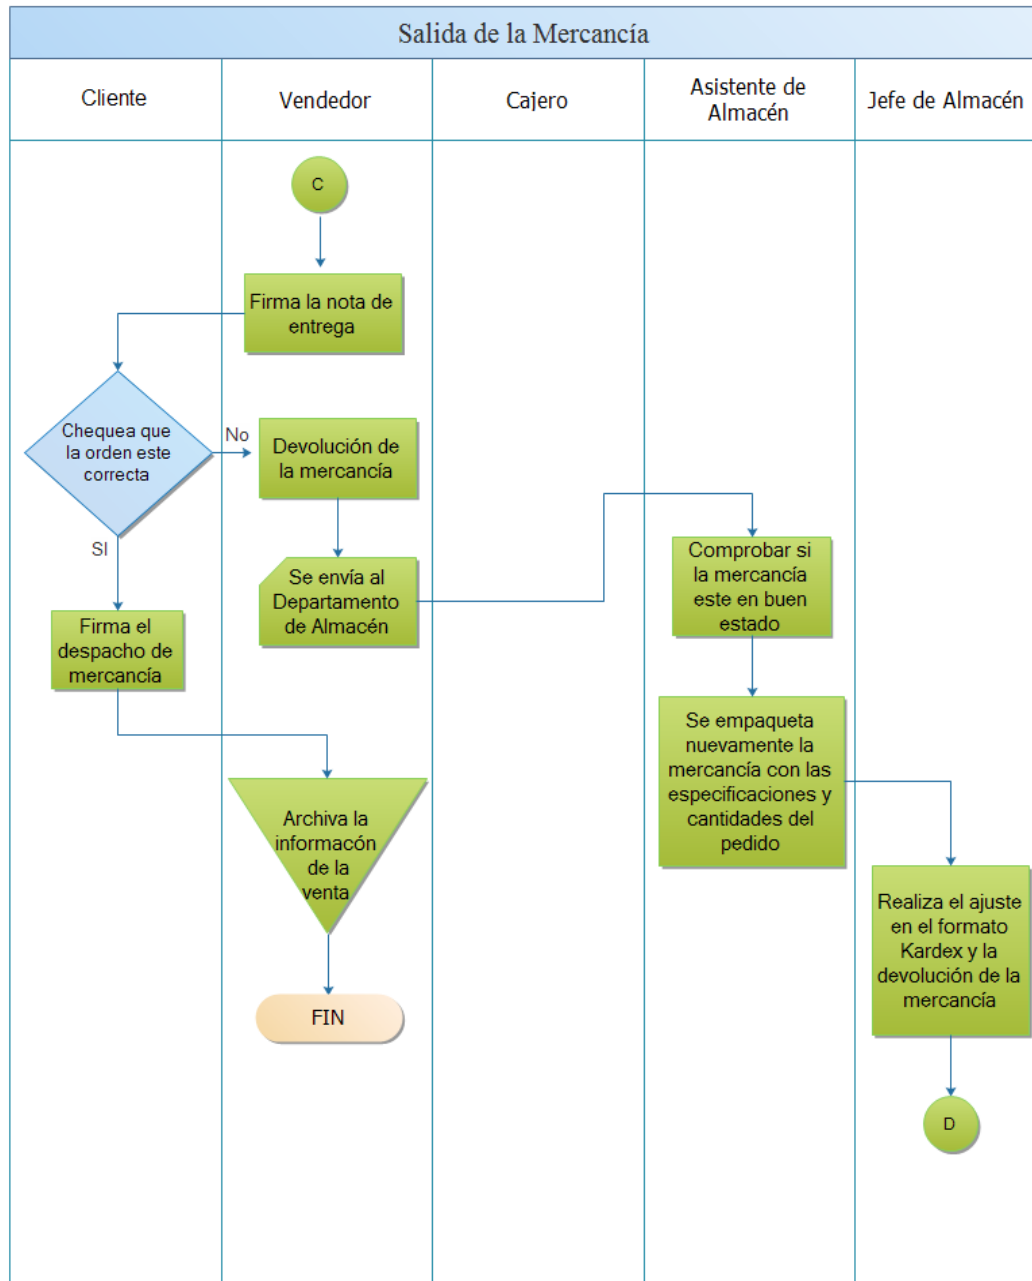 Salida de la Mercancía
Cliente
Vendedor
Cajero
Asistente de
Almacén
Jefe de Almacén
C
Firma la nota de
entrega
Chequea que
la orden este
correcta
No
SI
Devolución de
la mercancía
Se envía al
Departamento
de Almacén
Comprobar si
la mercancía
este en buen
estado
Firma el
despacho de
mercancía
Se empaqueta
nuevamente la
mercancía con las
especificaciones y
cantidades del
pedido
Archiva la
informacón
de la
venta
Realiza el ajuste
en el formato
Kardex y la
devolución de la
mercancía
FIN
D